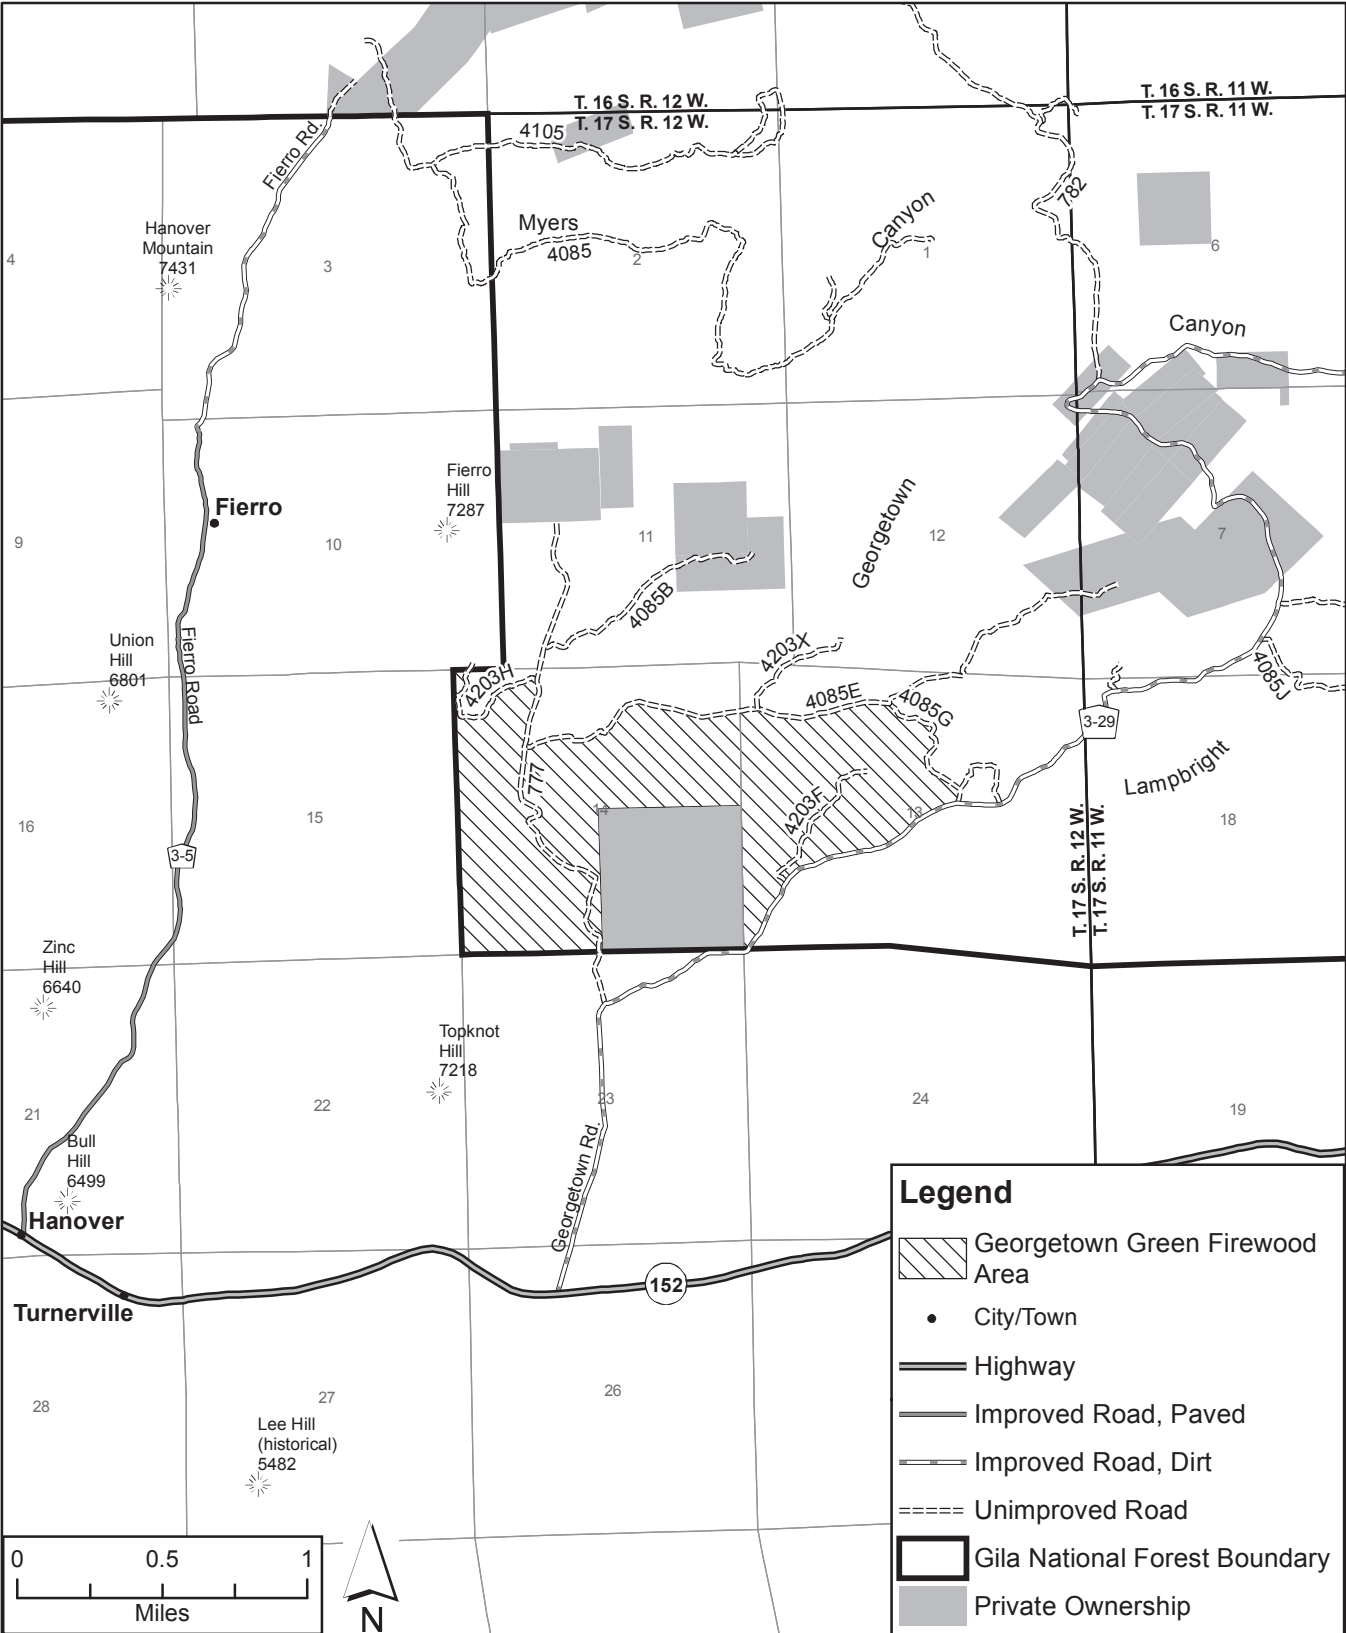 T. 16 S. R. 12 W.
T. 17 S. R. 12 W.
T. 16 S. R. 11 W.
T. 17 S. R. 11 W.
4105
Fierro Rd.
782
Canyon
Myers
4085
Hanover
Mountain
7431
4
3
2
1
6
Canyon
Fierro
Hill
7287
Fierro
Georgetown
9
10
11
12
7
4085B
Union
Hill
6801
Fierro Road
4203H
4203X
4085E
4085G
4085J
3-29
Lampbright
777
4203F
16
15
14
13
18
3-5
T. 17 S. R. 12 W.
T. 17 S. R. 11 W.
Zinc
Hill
6640
Topknot
Hill
7218
21
22
23
24
19
Bull
Hill
6499
Georgetown Rd.
Hanover
152
Turnerville
28
27
26
Lee Hill
(historical)
5482
Legend
Georgetown Green Firewood
Area
City/Town
Highway
Improved Road, Paved
Improved Road, Dirt
Unimproved Road
Gila National Forest Boundary
Private Ownership
0 0.5 1
Miles
N